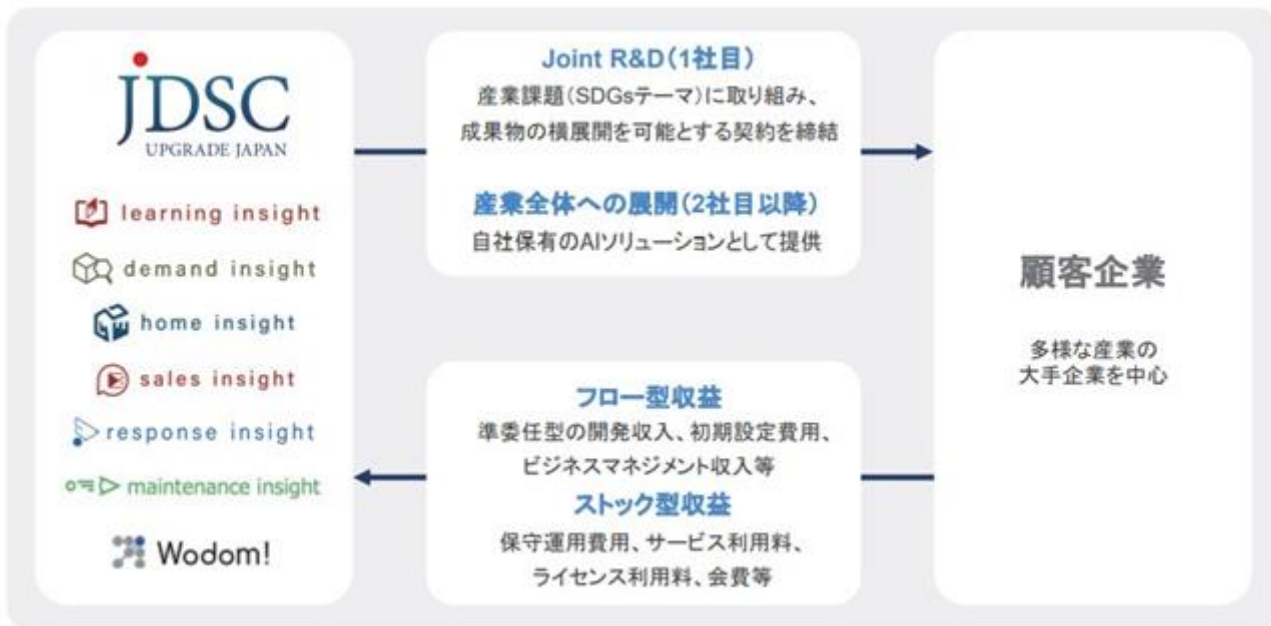 JDSC
UPGRADE JAPAN
learning insight
demand insight
home insight
sales insight
response insight
maintenance insight
Wodom!
Joint R&D(1社目)
産業課題(SDGsテーマ)に取り組み、
成果物の横展開を可能とする契約を締結
産業全体への展開(2社目以降)
自社保有のAIソリューションとして提供
フロー型収益
準委任型の開発収入、初期設定費用、
ビジネスマネジメント収入等
ストック型収益
保守運用費用、サービス利用料、
ライセンス利用料、会費等
顧客企業
多様な産業の
大手企業を中心